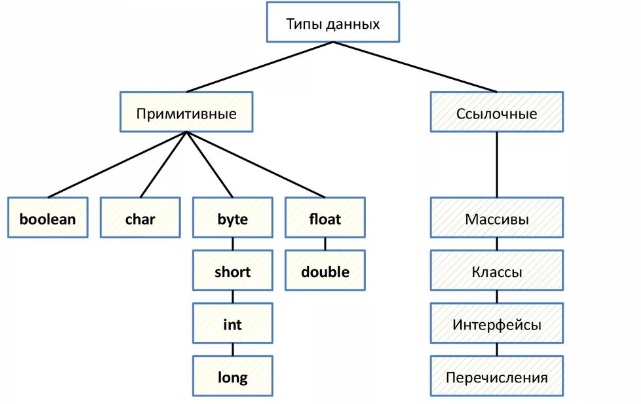 Типы данных
Примитивные
Ссылочные
boolean
char
byte
float
Массивы
short
double
Классы
int
Интерфейсы
long
Перечисления